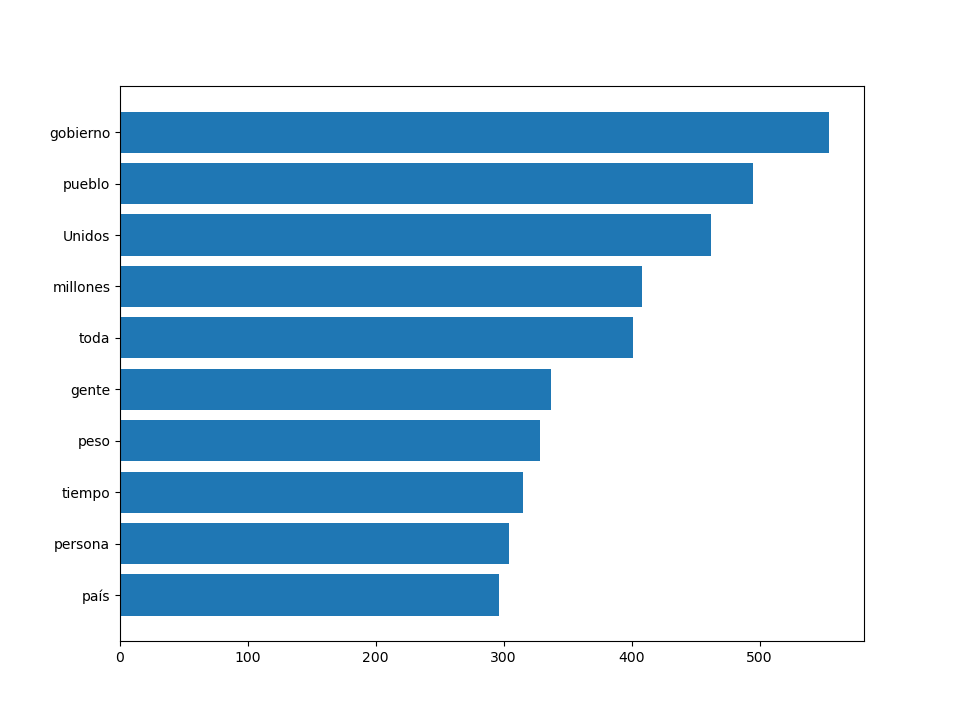 gobierno
pueblo
Unidos
millones
toda
gente
peso
tiempo
persona
país
0 100 200 300 400 500